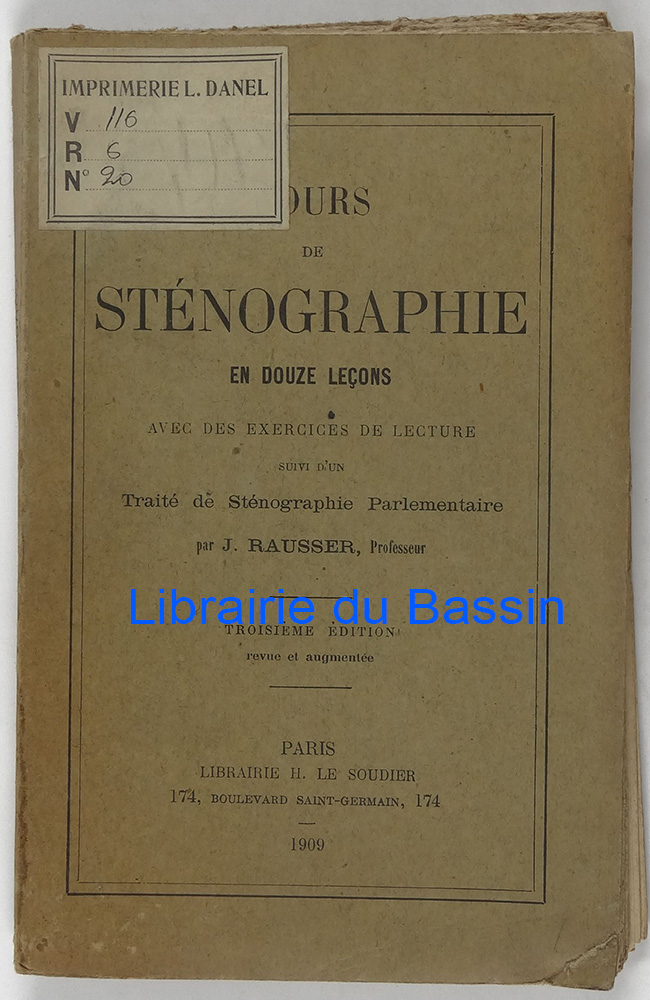 IMPRIMERIE L. DANEL
V 116
R 6
N° 20
OURS
DE
STÉNOGRAPHIE
EN DOUZE LEÇONS
AVEC DES EXERCICES DE LECTURE
SUIVI D'UN
Traité de Sténographie Parlementaire
par J. RAUSSER, Professeur
Librairie du Bassin
TROISIÈME ÉDITION
revue et augmentée
PARIS
LIBRAIRIE H. LE SOUDIER
174, BOULEVARD SAINT-GERMAIN, 174
1909